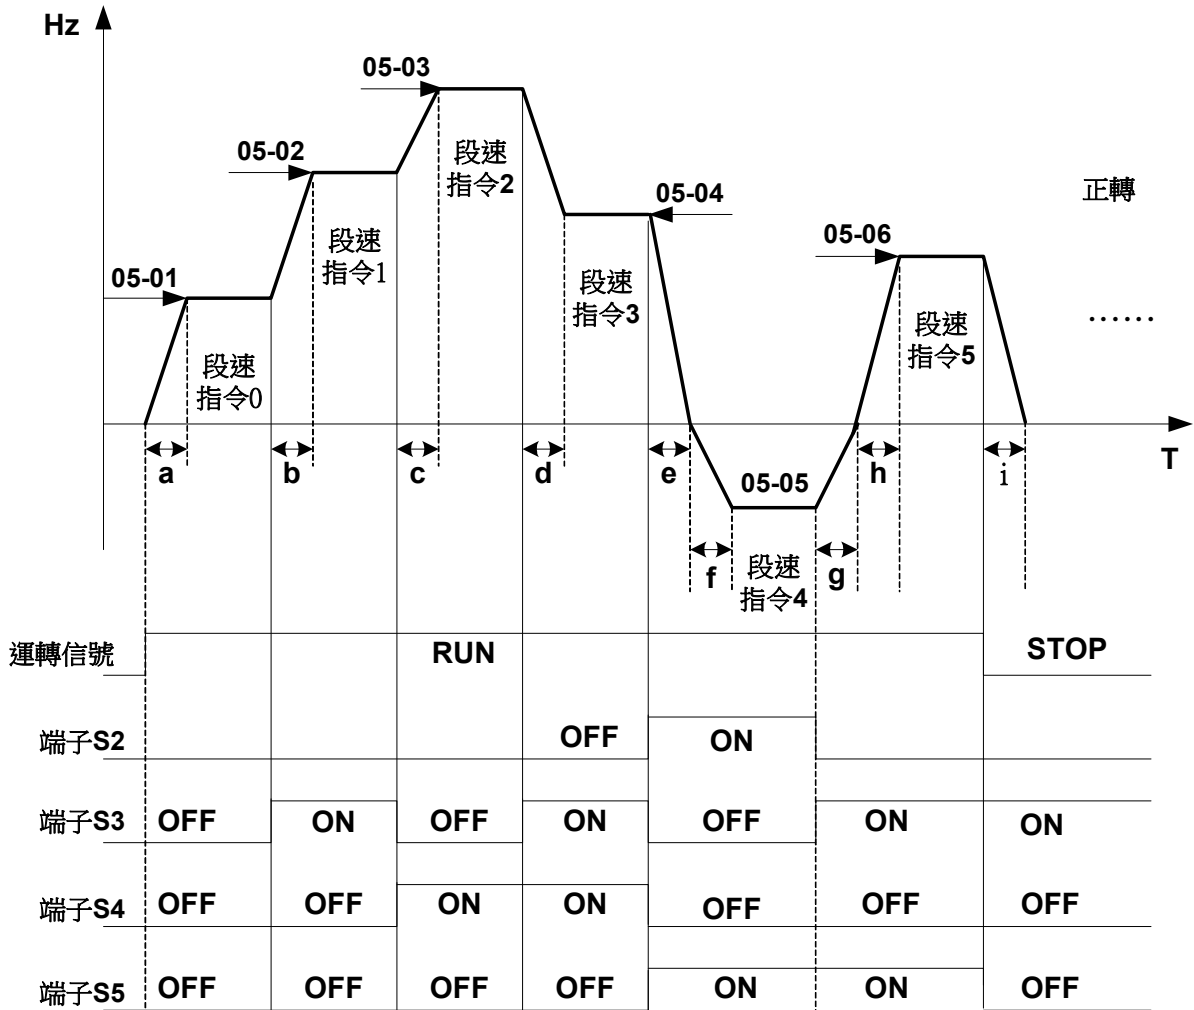 Hz
05-03
05-02
段速
指令2
05-04
正轉
段速
指令1
05-06
05-01
段速
指令3
段速
指令5
……
段速
指令0
T
a
b
c
d
e
h
i
05-05
f
段速
指令4
g
運轉信號
RUN
STOP
端子S2
OFF
ON
端子S3 OFF ON OFF ON OFF ON ON
端子S4 OFF OFF ON ON OFF OFF OFF
端子S5 OFF OFF OFF OFF ON ON OFF